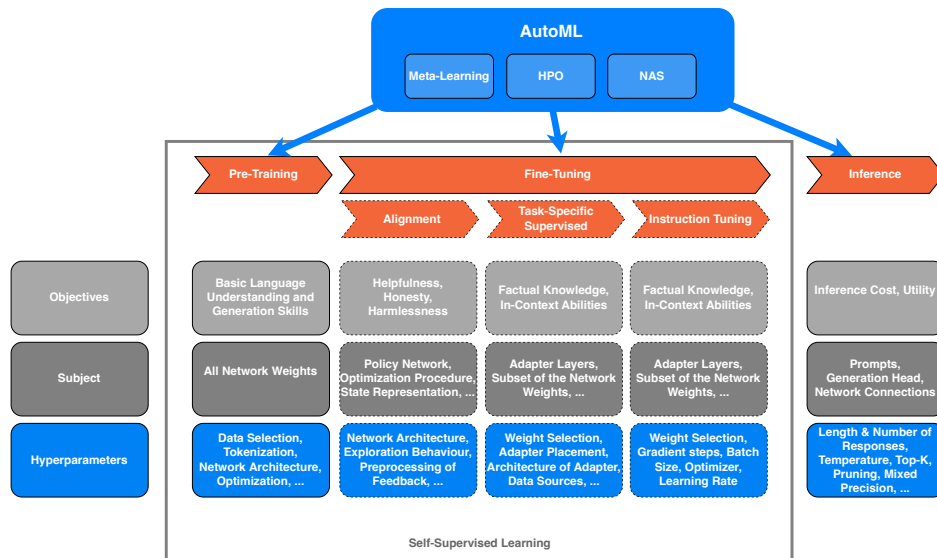 AutoML
Meta-Learning
HPO
NAS
Pre-Training
Fine-Tuning
Inference
Alignment
Task-Specific
Supervised
Instruction Tuning
Objectives
Basic Language
Understanding and
Generation Skills
Helpfulness,
Honesty,
Harmlessness
Factual Knowledge,
In-Context Abilities
Factual Knowledge,
In-Context Abilities
Inference Cost, Utility
Subject
All Network Weights
Policy Network,
Optimization Procedure,
State Representation, ...
Adapter Layers,
Subset of the Network
Weights, ...
Adapter Layers,
Subset of the Network
Weights, ...
Prompts,
Generation Head,
Network Connections
Hyperparameters
Data Selection,
Tokenization,
Network Architecture,
Optimization, ...
Network Architecture,
Exploration Behaviour,
Preprocessing of
Feedback, ...
Weight Selection,
Adapter Placement,
Architecture of Adapter,
Data Sources, ...
Weight Selection,
Gradient steps, Batch
Size, Optimizer,
Learning Rate
Length & Number of
Responses,
Temperature, Top-K,
Pruning, Mixed
Precision, ...
Self-Supervised Learning